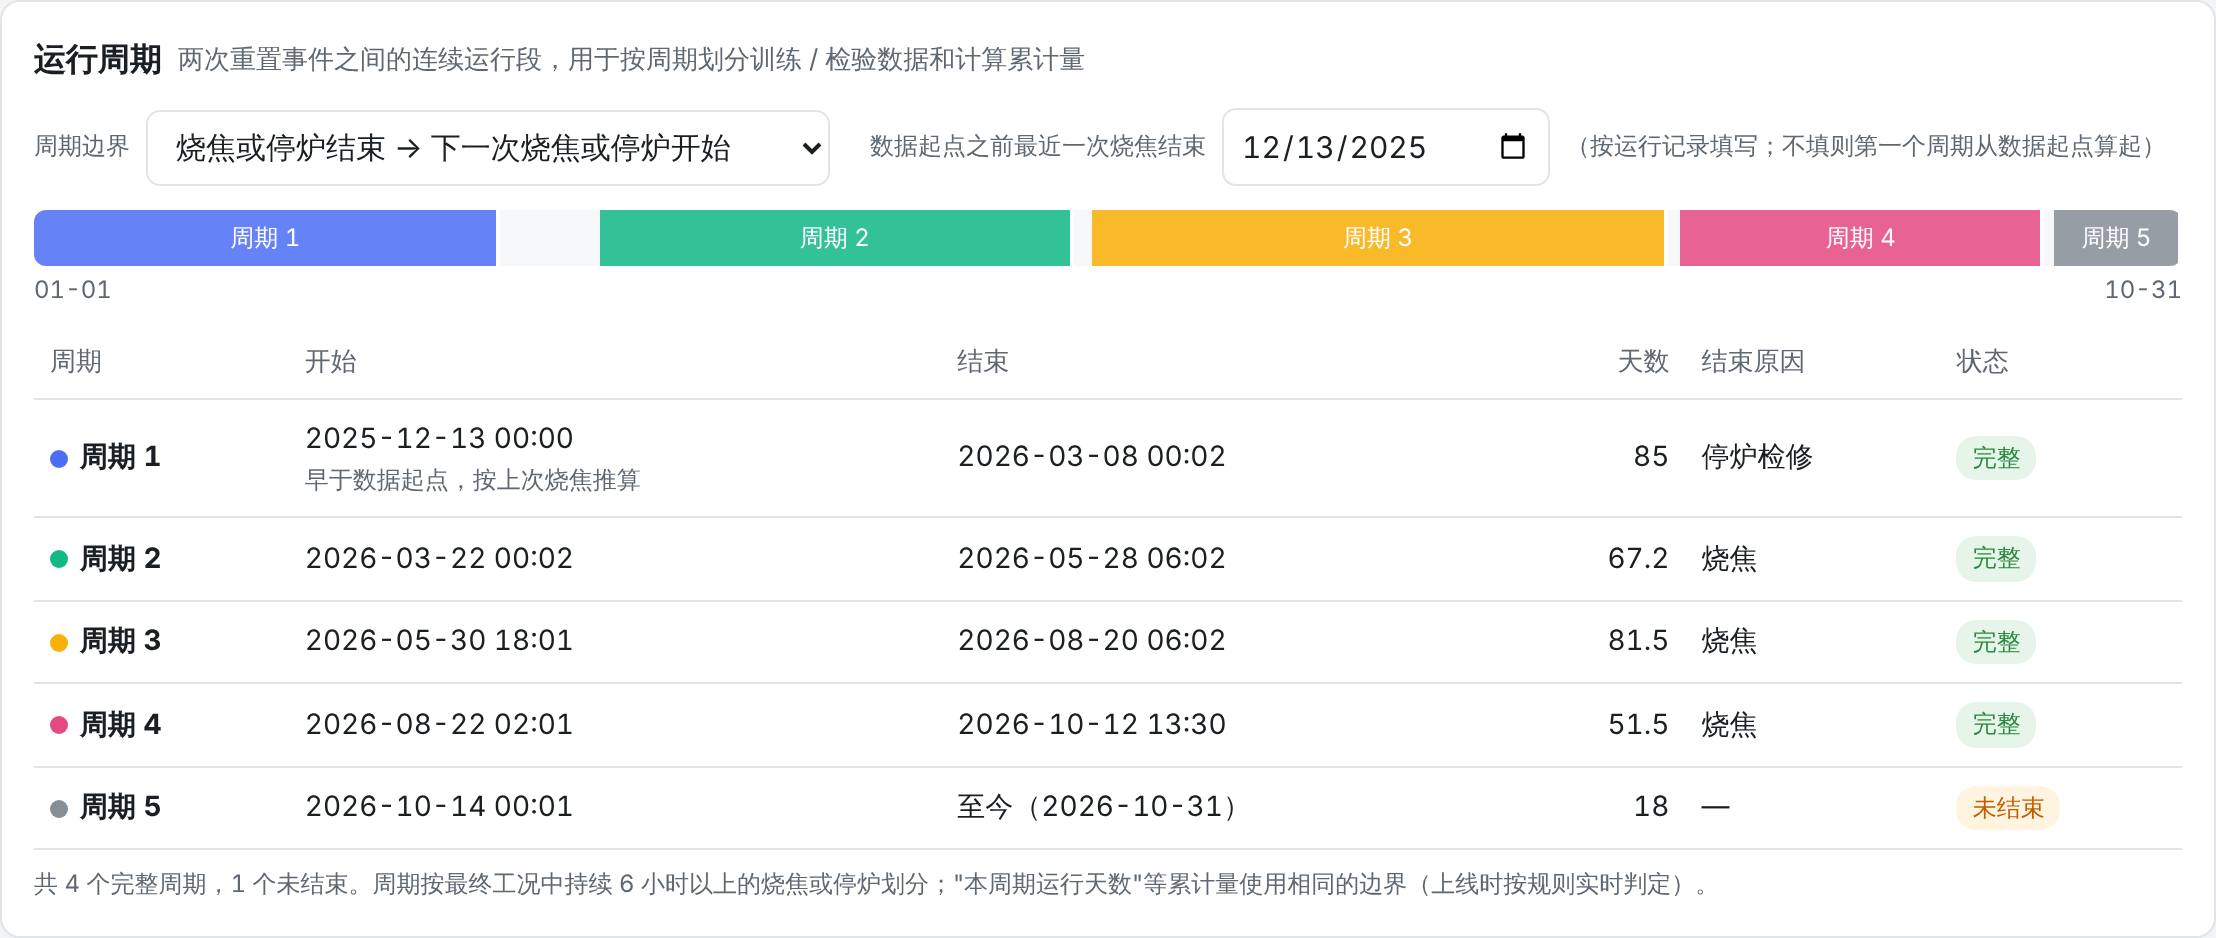 运行周期 两次重置事件之间的连续运行段，用于按周期划分训练 / 检验数据和计算累计量
周期边界 烧焦或停炉结束 → 下一次烧焦或停炉开始 数据起点之前最近一次烧焦结束 12/13/2025 （按运行记录填写；不填则第一个周期从数据起点算起）
周期 1 周期 2 周期 3 周期 4 周期 5
01-01 10-31
周期 开始 结束 天数 结束原因 状态
周期 1 2025-12-13 00:00 2026-03-08 00:02 85 停炉检修 完整
早于数据起点，按上次烧焦推算
周期 2 2026-03-22 00:02 2026-05-28 06:02 67.2 烧焦 完整
周期 3 2026-05-30 18:01 2026-08-20 06:02 81.5 烧焦 完整
周期 4 2026-08-22 02:01 2026-10-12 13:30 51.5 烧焦 完整
周期 5 2026-10-14 00:01 至今（2026-10-31） 18 — 未结束
共 4 个完整周期，1 个未结束。周期按最终工况中持续 6 小时以上的烧焦或停炉划分；"本周期运行天数"等累计量使用相同的边界（上线时按规则实时判定）。